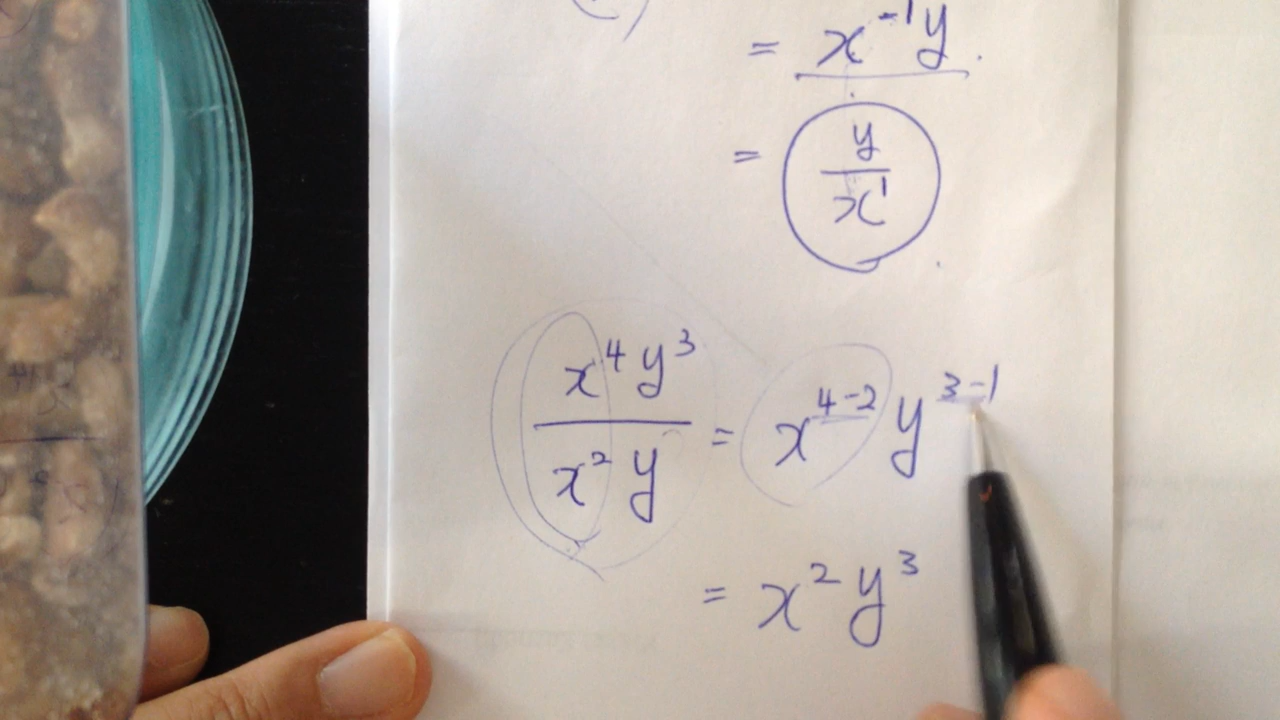 = x⁻¹y.
= y/x¹
x⁴y³/x²y = x⁴⁻²y³⁻¹
= x²y³